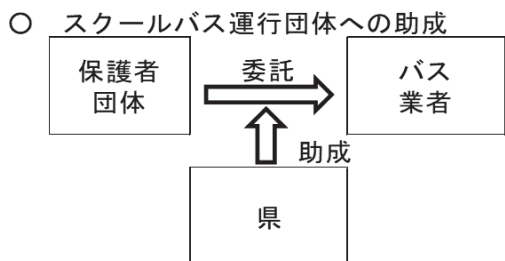 ○ スクールバス運行団体への助成
保護者
団体
委託
バス
業者
助成
県